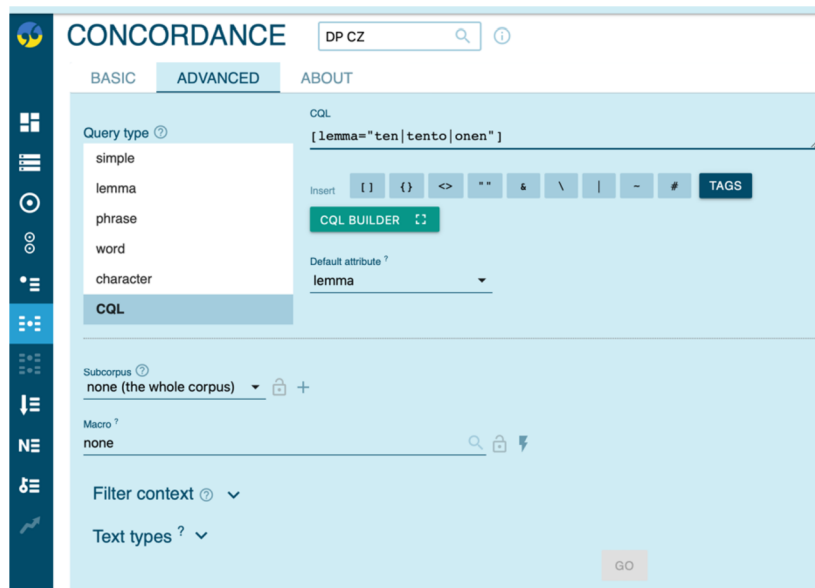 CONCORDANCE DP CZ
BASIC ADVANCED ABOUT
CQL
Query type ?
[lemma="ten|tento|onen"]
simple
lemma
Insert [ ] { } <> " " & \ | ~ # TAGS
phrase
CQL BUILDER
word
Default attribute ?
character
lemma
CQL
Subcorpus ?
none (the whole corpus)
Macro ?
none
Filter context ?
Text types ?
GO
N